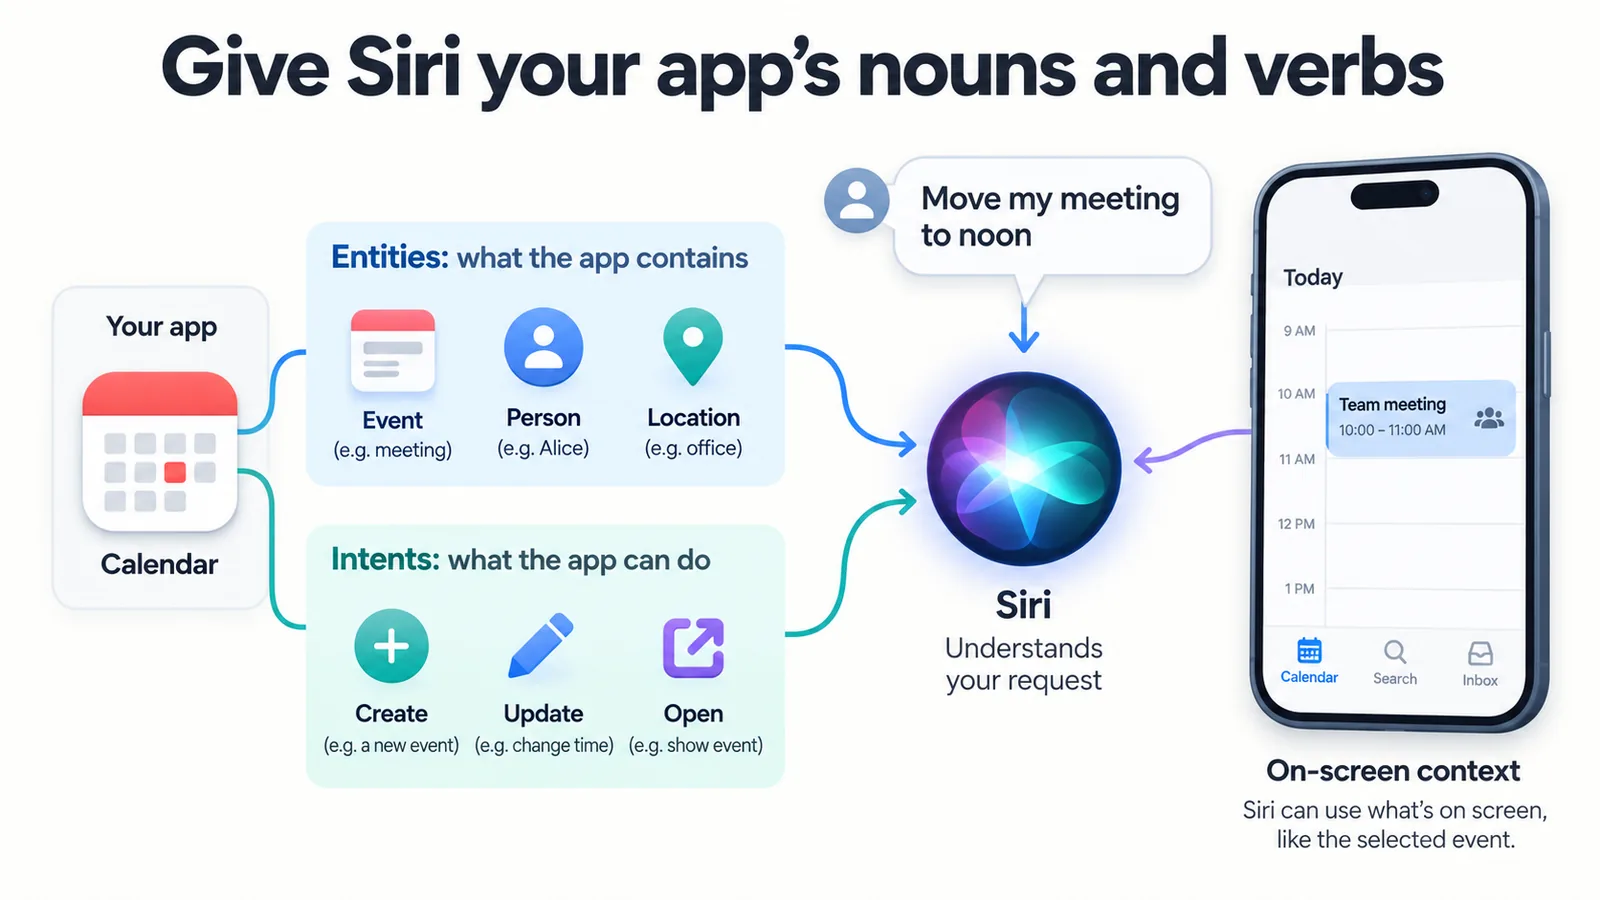 Give Siri your app's nouns and verbs
Your app
Calendar
Entities: what the app contains
Event
(e.g. meeting)
Person
(e.g. Alice)
Location
(e.g. office)
Intents: what the app can do
Create
(e.g. a new event)
Update
(e.g. change time)
Open
(e.g. show event)
Move my meeting
to noon
Siri
Understands
your request
Today
9 AM
10 AM
Team meeting
10:00 – 11:00 AM
11 AM
12 PM
1 PM
Calendar
Search
Inbox
On-screen context
Siri can use what's on screen,
like the selected event.